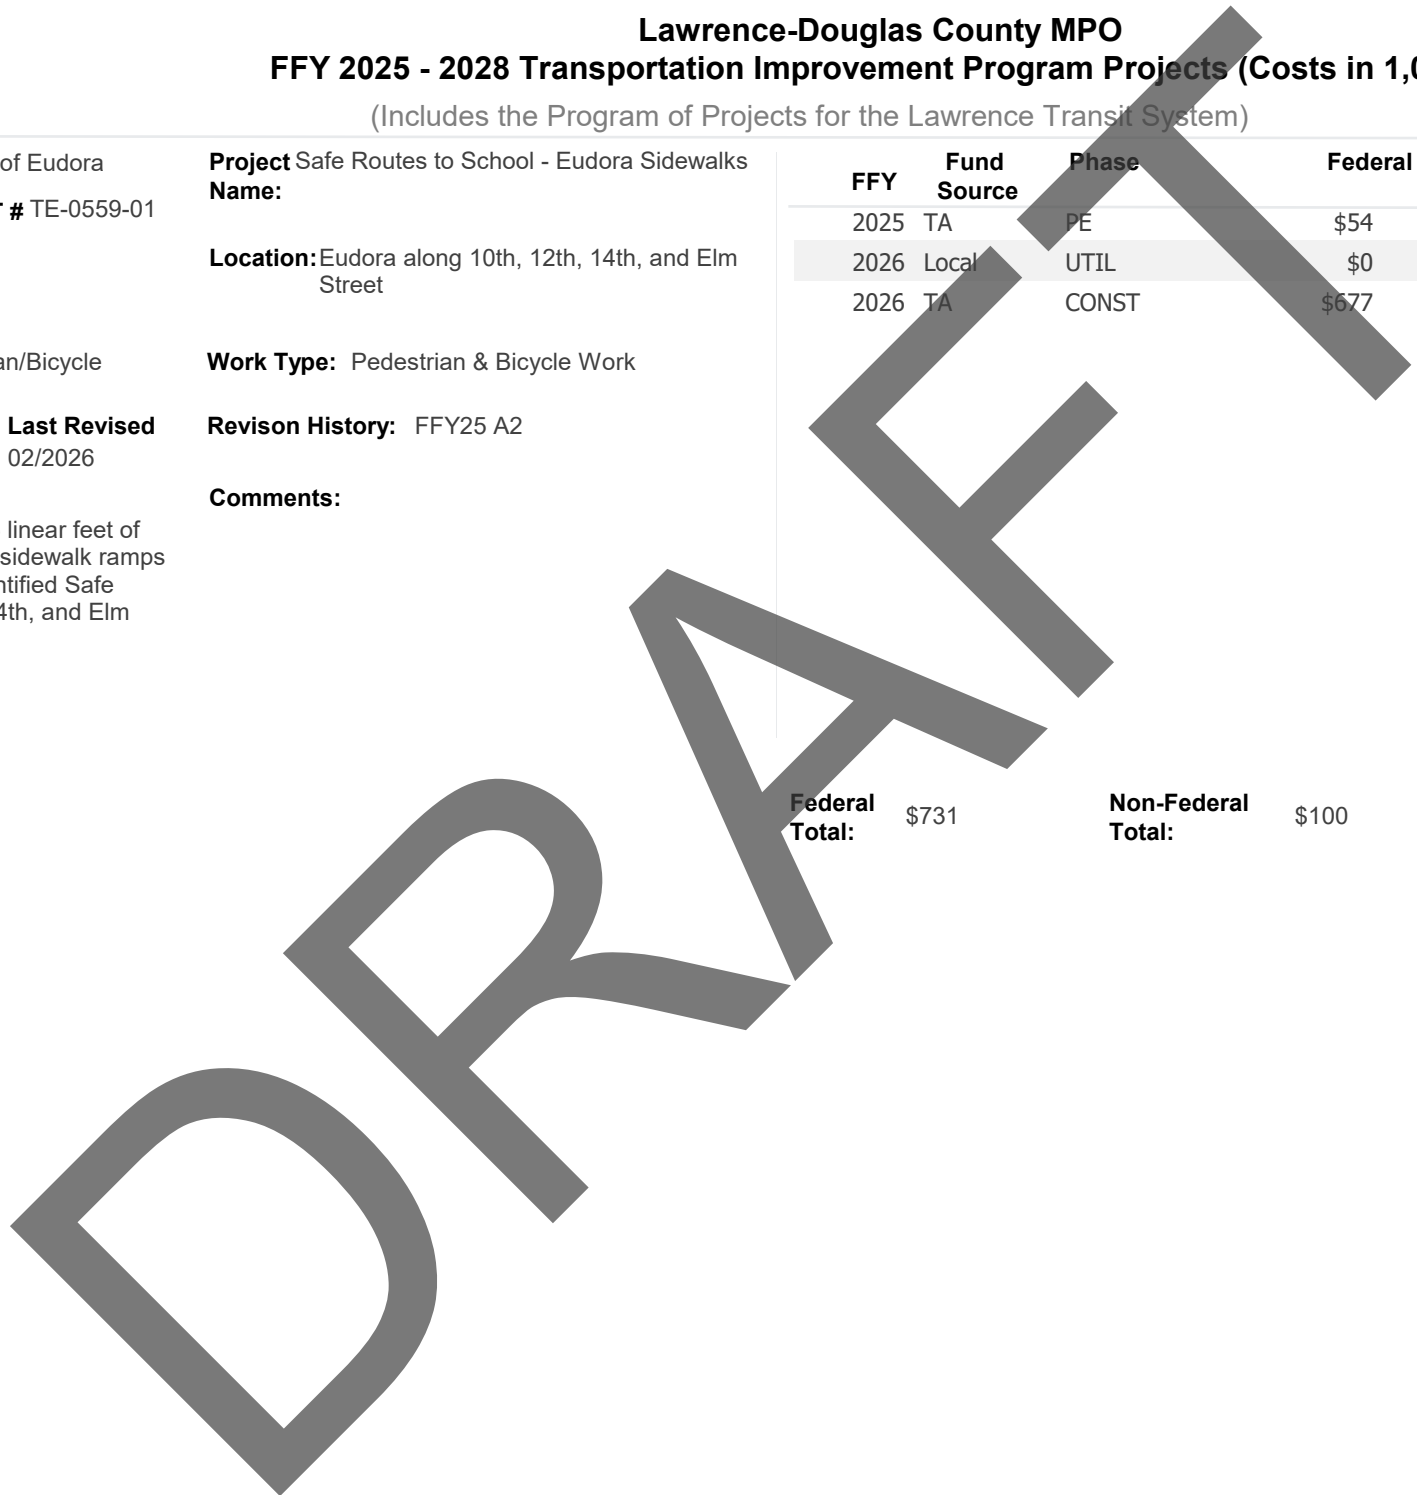 Lawrence-Douglas County MPO
FFY 2025 - 2028 Transportation Improvement Program Projects (Costs in 1,0
(Includes the Program of Projects for the Lawrence Transit System)
of Eudora
# TE-0559-01
an/Bicycle
Last Revised
02/2026
linear feet of
sidewalk ramps
ntified Safe
4th, and Elm
Project Safe Routes to School - Eudora Sidewalks
Name:
Location: Eudora along 10th, 12th, 14th, and Elm
Street
Work Type: Pedestrian & Bicycle Work
Revison History: FFY25 A2
Comments:
FFY Fund Source Phase Federal
2025 TA PE $54
2026 Local UTIL $0
2026 TA CONST $677
Federal Total: $731 Non-Federal Total: $100
DRAFT